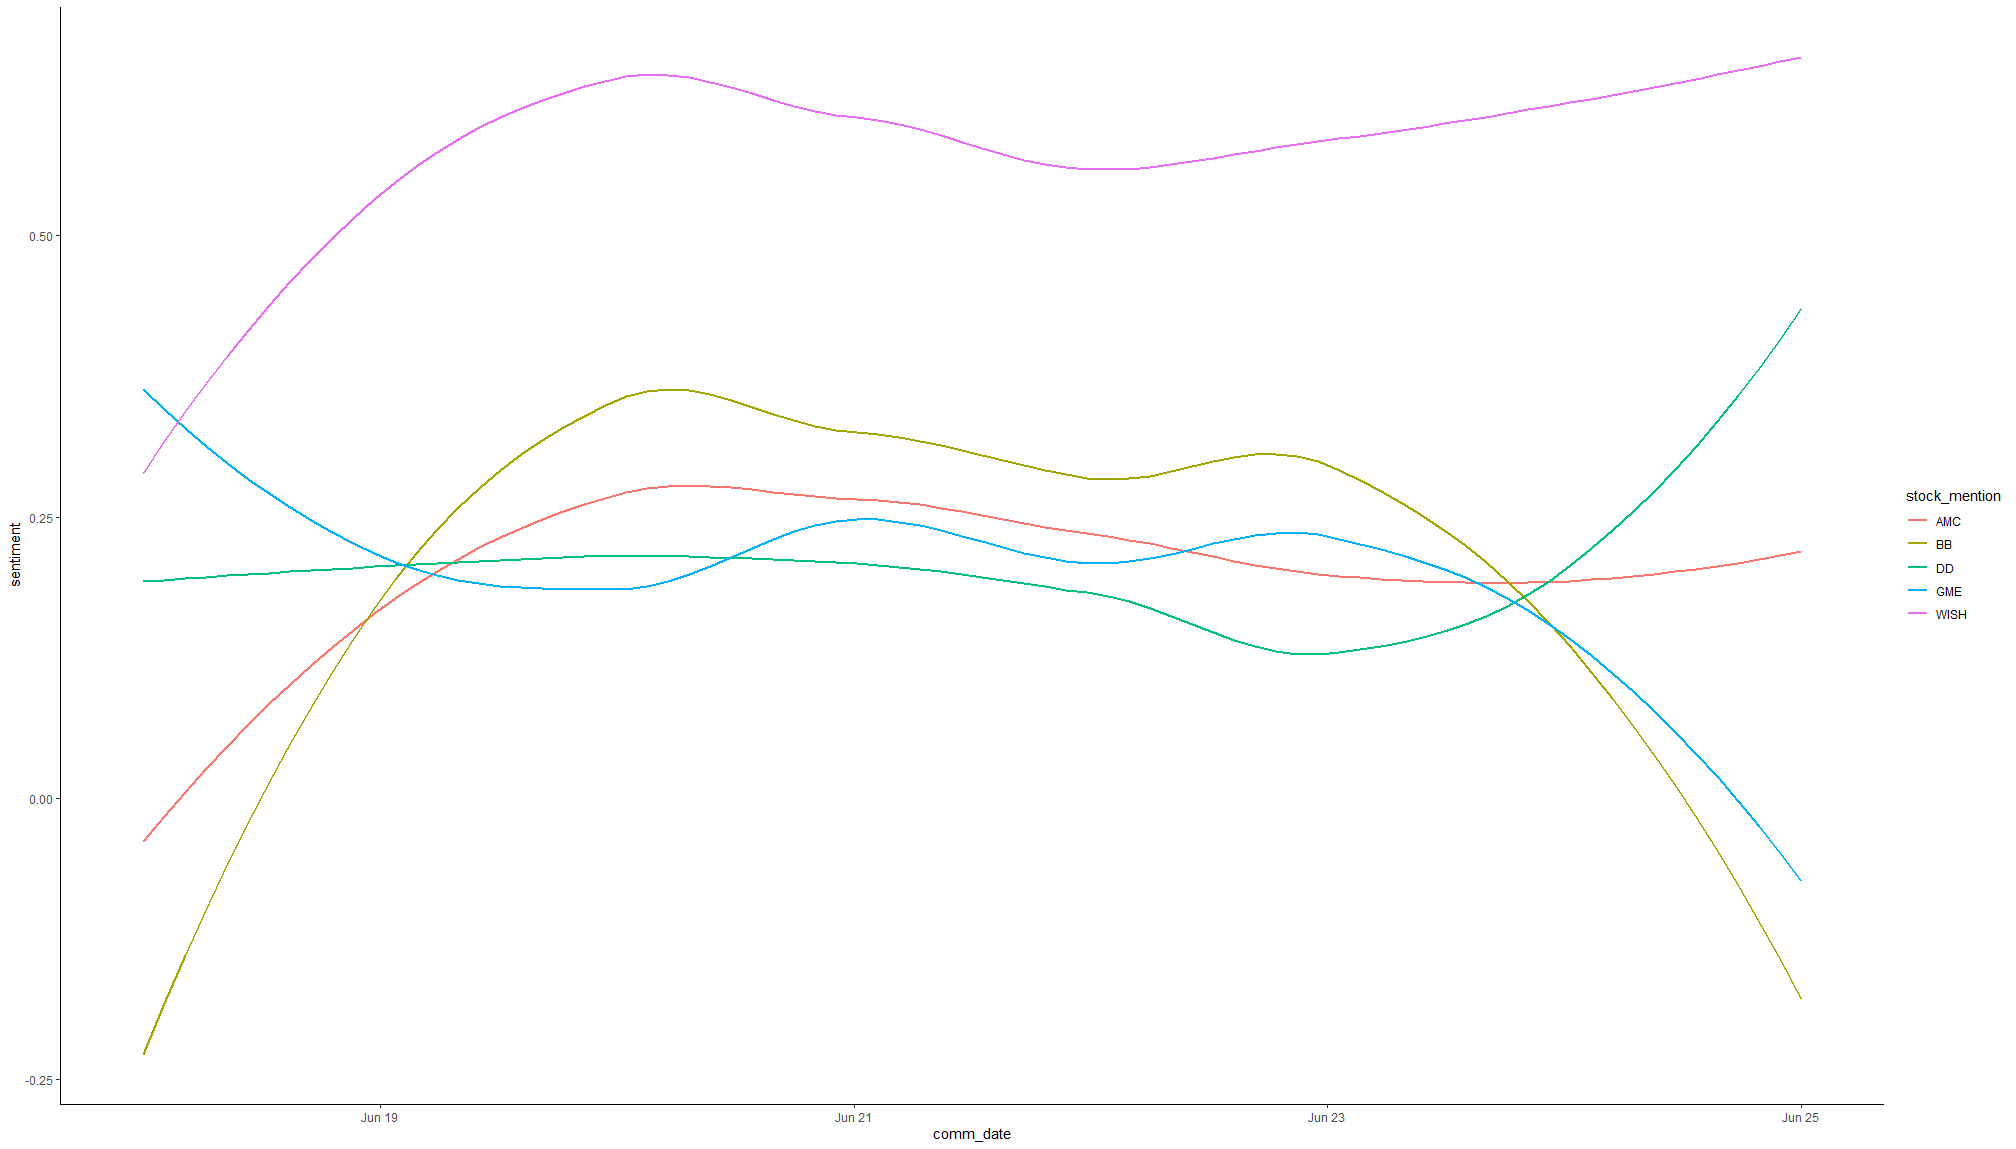 sentiment
0.50
0.25
0.00
-0.25
Jun 19
Jun 21
Jun 23
Jun 25
comm_date
stock_mention
AMC
BB
DD
GME
WISH